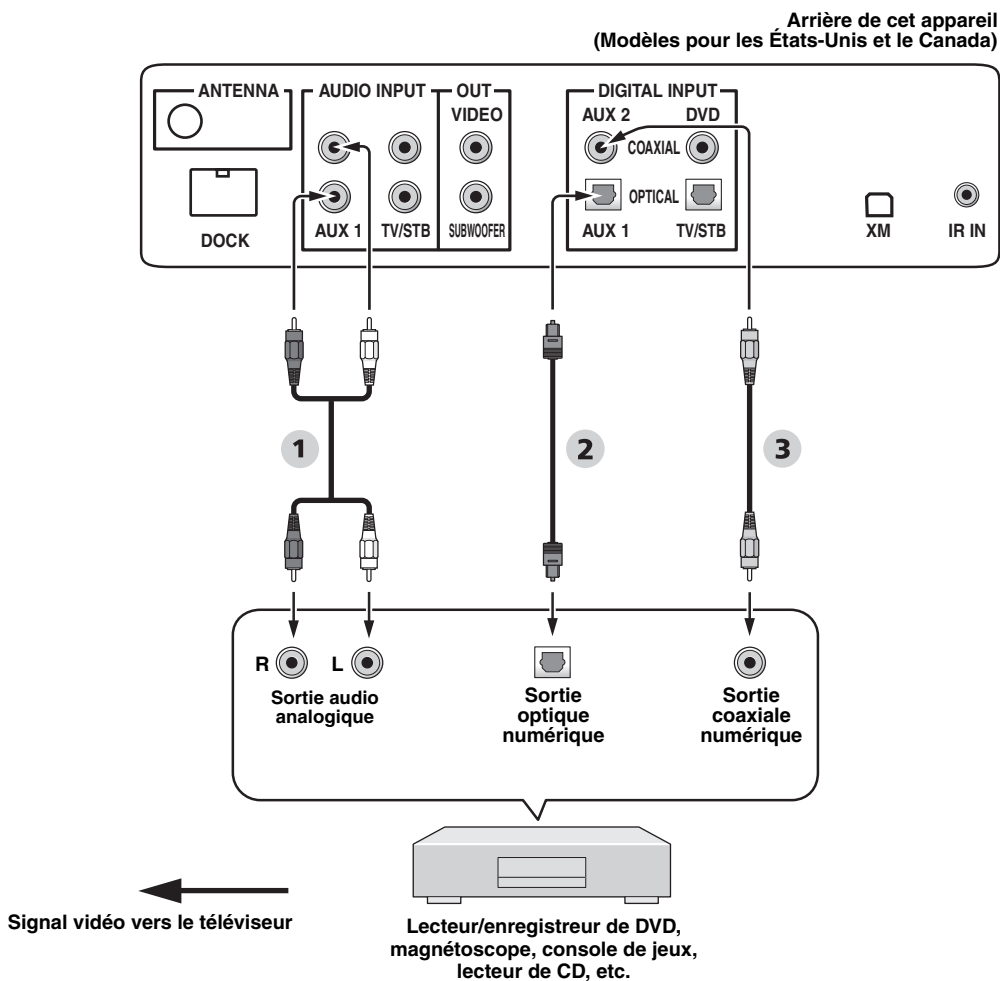 Arrière de cet appareil
(Modèles pour les États-Unis et le Canada)
ANTENNA
AUDIO INPUT
OUT
DIGITAL INPUT
VIDEO
AUX 2
DVD
COAXIAL
OPTICAL
DOCK
AUX 1
TV/STB
SUBWOOFER
AUX 1
TV/STB
XM
IR IN
1
2
3
R
L
Sortie audio
analogique
Sortie
optique
numérique
Sortie
coaxiale
numérique
Signal vidéo vers le téléviseur
Lecteur/enregistreur de DVD,
magnétoscope, console de jeux,
lecteur de CD, etc.